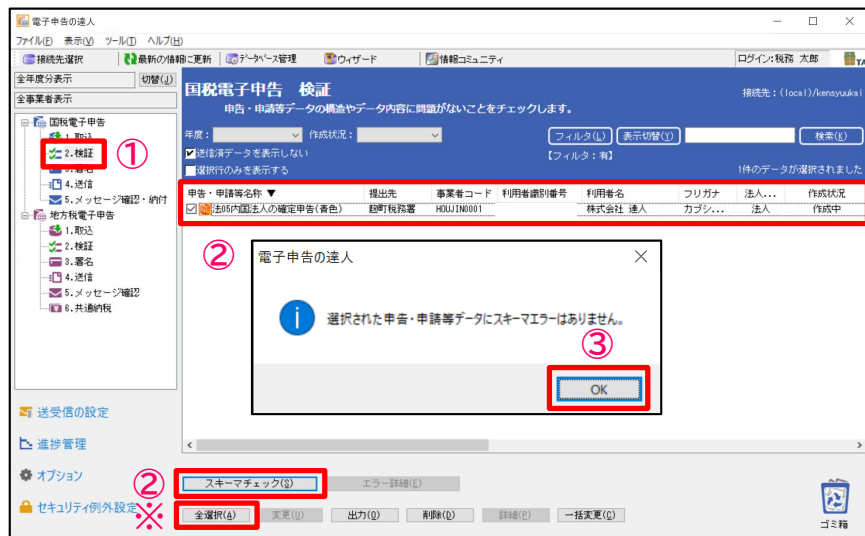 電子申告の達人
ファイル(F) 表示(V) ツール(T) ヘルプ(H)
接続先選択 最新の情報に更新 データベース管理 ウィザード 情報コミュニティ ログイン:税務 太郎 TA
全年度分表示 切替(J)
全事業者表示
国税電子申告
1.取込
2.検証
①
3.署名
4.送信
5.メッセージ確認・納付
地方税電子申告
1.取込
2.検証
3.署名
4.送信
5.メッセージ確認
6.共通納税
送受信の設定
進捗管理
オプション
セキュリティ例外設定
国税電子申告 検証
接続先:(local)/kensyuukai
申告・申請等データの構造やデータ内容に問題がないことをチェックします。
年度: 作成状況: フィルタ(L) 表示切替(Y) 検索(K)
送信済データを表示しない 【フィルタ:有】
選択行のみを表示する 1件のデータが選択されました
申告・申請等名称 ▼ 提出先 事業者コード 利用者識別番号 利用者名 フリガナ 法人... 作成状況
法05内国法人の確定申告(青色) 麹町税務署 HOUJIN0001 株式会社 達人 カブシ... 法人 作成中
②
電子申告の達人
選択された申告・申請等データにスキーマエラーはありません。
③
OK
② スキーマチェック(S) エラー詳細(E)
※ 全選択(A) 変更(U) 出力(O) 削除(D) 詳細(P) 一括変更(C)
ゴミ箱